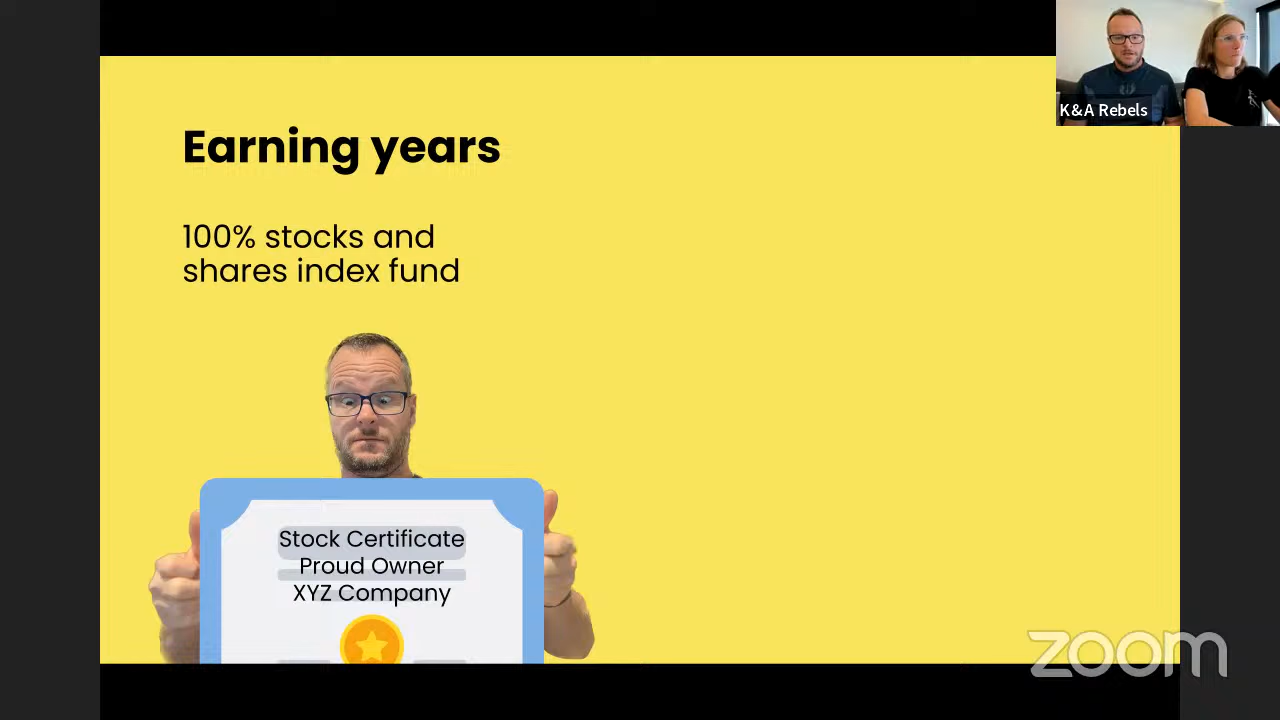 Earning years
100% stocks and
shares index fund
Stock Certificate
Proud Owner
XYZ Company
K&A Rebels
zoom